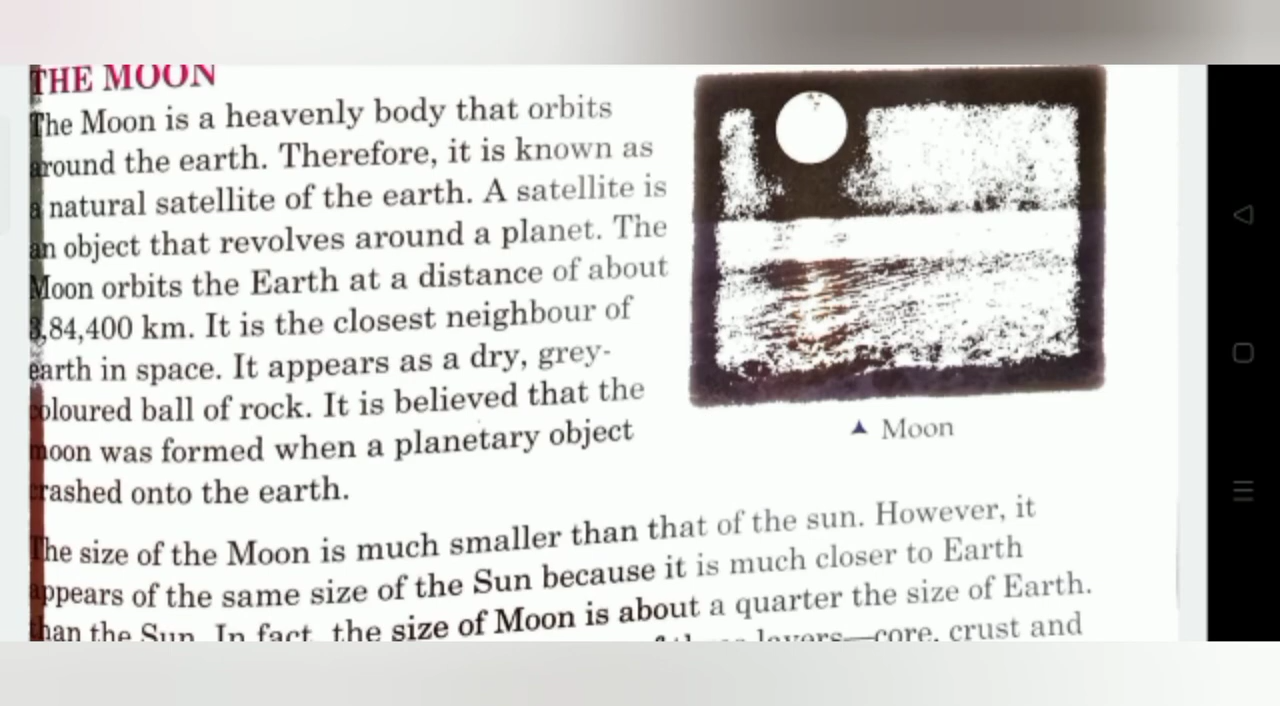 THE MOON
The Moon is a heavenly body that orbits
around the earth. Therefore, it is known as
a natural satellite of the earth. A satellite is
an object that revolves around a planet. The
Moon orbits the Earth at a distance of about
3,84,400 km. It is the closest neighbour of
earth in space. It appears as a dry, grey-
coloured ball of rock. It is believed that the
moon was formed when a planetary object
crashed onto the earth.
▲ Moon
The size of the Moon is much smaller than that of the sun. However, it
appears of the same size of the Sun because it is much closer to Earth
than the Sun. In fact, the size of Moon is about a quarter the size of Earth.
layers—core, crust and